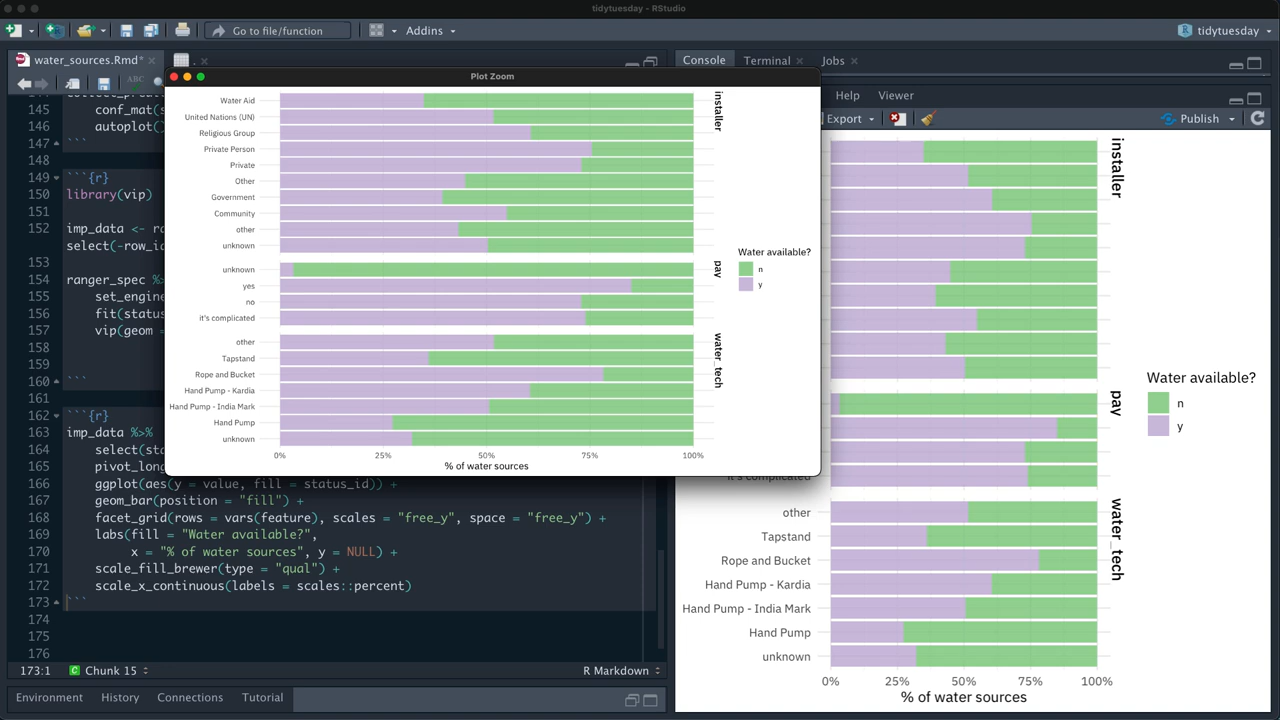 tidytuesday - RStudio
Go to file/function
Addins
tidytuesday
water_sources.Rmd*
Console
Terminal
Jobs
ABC
Plot Zoom
Help
Viewer
Export
Publish
145 conf_mat(s
146 autoplot(
147 ```
148
149 ```{r}
150 library(vip)
151
152 imp_data <- ra
select(-row_id
153
154 ranger_spec %>
155 set_engine
156 fit(status
157 vip(geom =
158
159
160 ```
161
162 ```{r}
163 imp_data %>%
164 select(sta
165 pivot_long
166 ggplot(aes(y = value, fill = status_id)) +
167 geom_bar(position = "fill") +
168 facet_grid(rows = vars(feature), scales = "free_y", space = "free_y") +
169 labs(fill = "Water available?",
170 x = "% of water sources", y = NULL) +
171 scale_fill_brewer(type = "qual") +
172 scale_x_continuous(labels = scales::percent)
173 ```
174
175
176
173:1
Chunk 15
R Markdown
Environment
History
Connections
Tutorial
Water Aid
United Nations (UN)
Religious Group
Private Person
Private
Other
Government
Community
other
unknown
installer
unknown
yes
no
it's complicated
pay
other
Tapstand
Rope and Bucket
Hand Pump - Kardia
Hand Pump - India Mark
Hand Pump
unknown
water_tech
0% 25% 50% 75% 100%
% of water sources
Water available?
n
y
installer
pay
it's complicated
other
Tapstand
Rope and Bucket
Hand Pump - Kardia
Hand Pump - India Mark
Hand Pump
unknown
water_tech
0% 25% 50% 75% 100%
% of water sources
Water available?
n
y